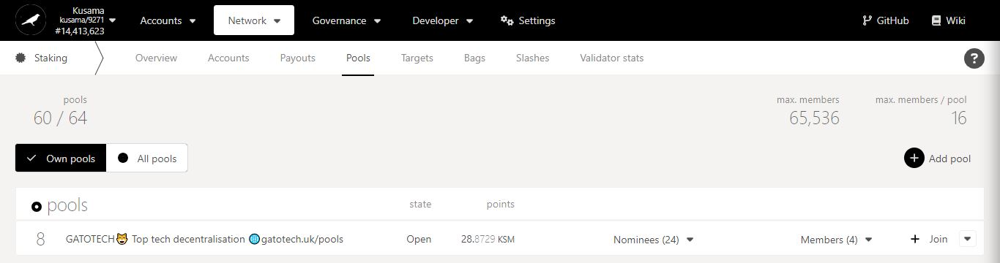 Kusama
kusama/9271
#14,413,623
Accounts
Network
Governance
Developer
Settings
GitHub
Wiki
Staking
Overview
Accounts
Payouts
Pools
Targets
Bags
Slashes
Validator stats
?
pools
60 / 64
max. members
65,536
max. members / pool
16
Own pools
All pools
Add pool
pools
state
points
8
GATOTECH😸 Top tech decentralisation 🌐gatotech.uk/pools
Open
28.8729 KSM
Nominees (24)
Members (4)
Join